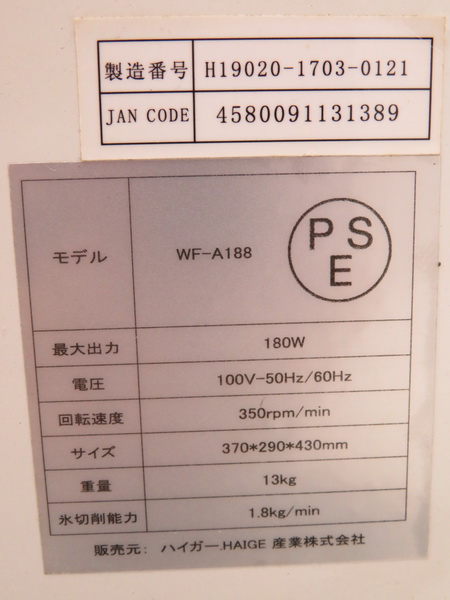 製造番号 H19020-1703-0121
JAN CODE 4580091131389
モデル WF-A188 PSE
最大出力 180W
電圧 100V-50Hz/60Hz
回転速度 350rpm/min
サイズ 370*290*430mm
重量 13kg
氷切削能力 1.8kg/min
販売元: ハイガー.HAIGE 産業株式会社